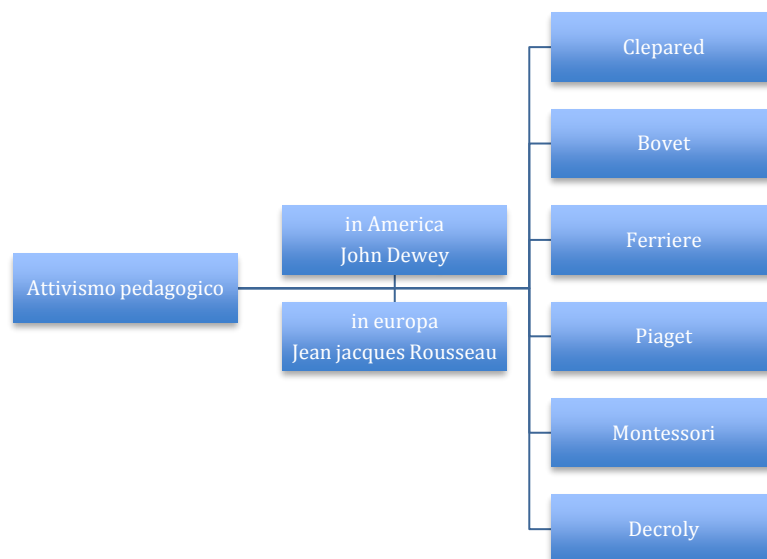 Attivismo pedagogico
in America
John Dewey
in europa
Jean jacques Rousseau
Clepared
Bovet
Ferriere
Piaget
Montessori
Decroly